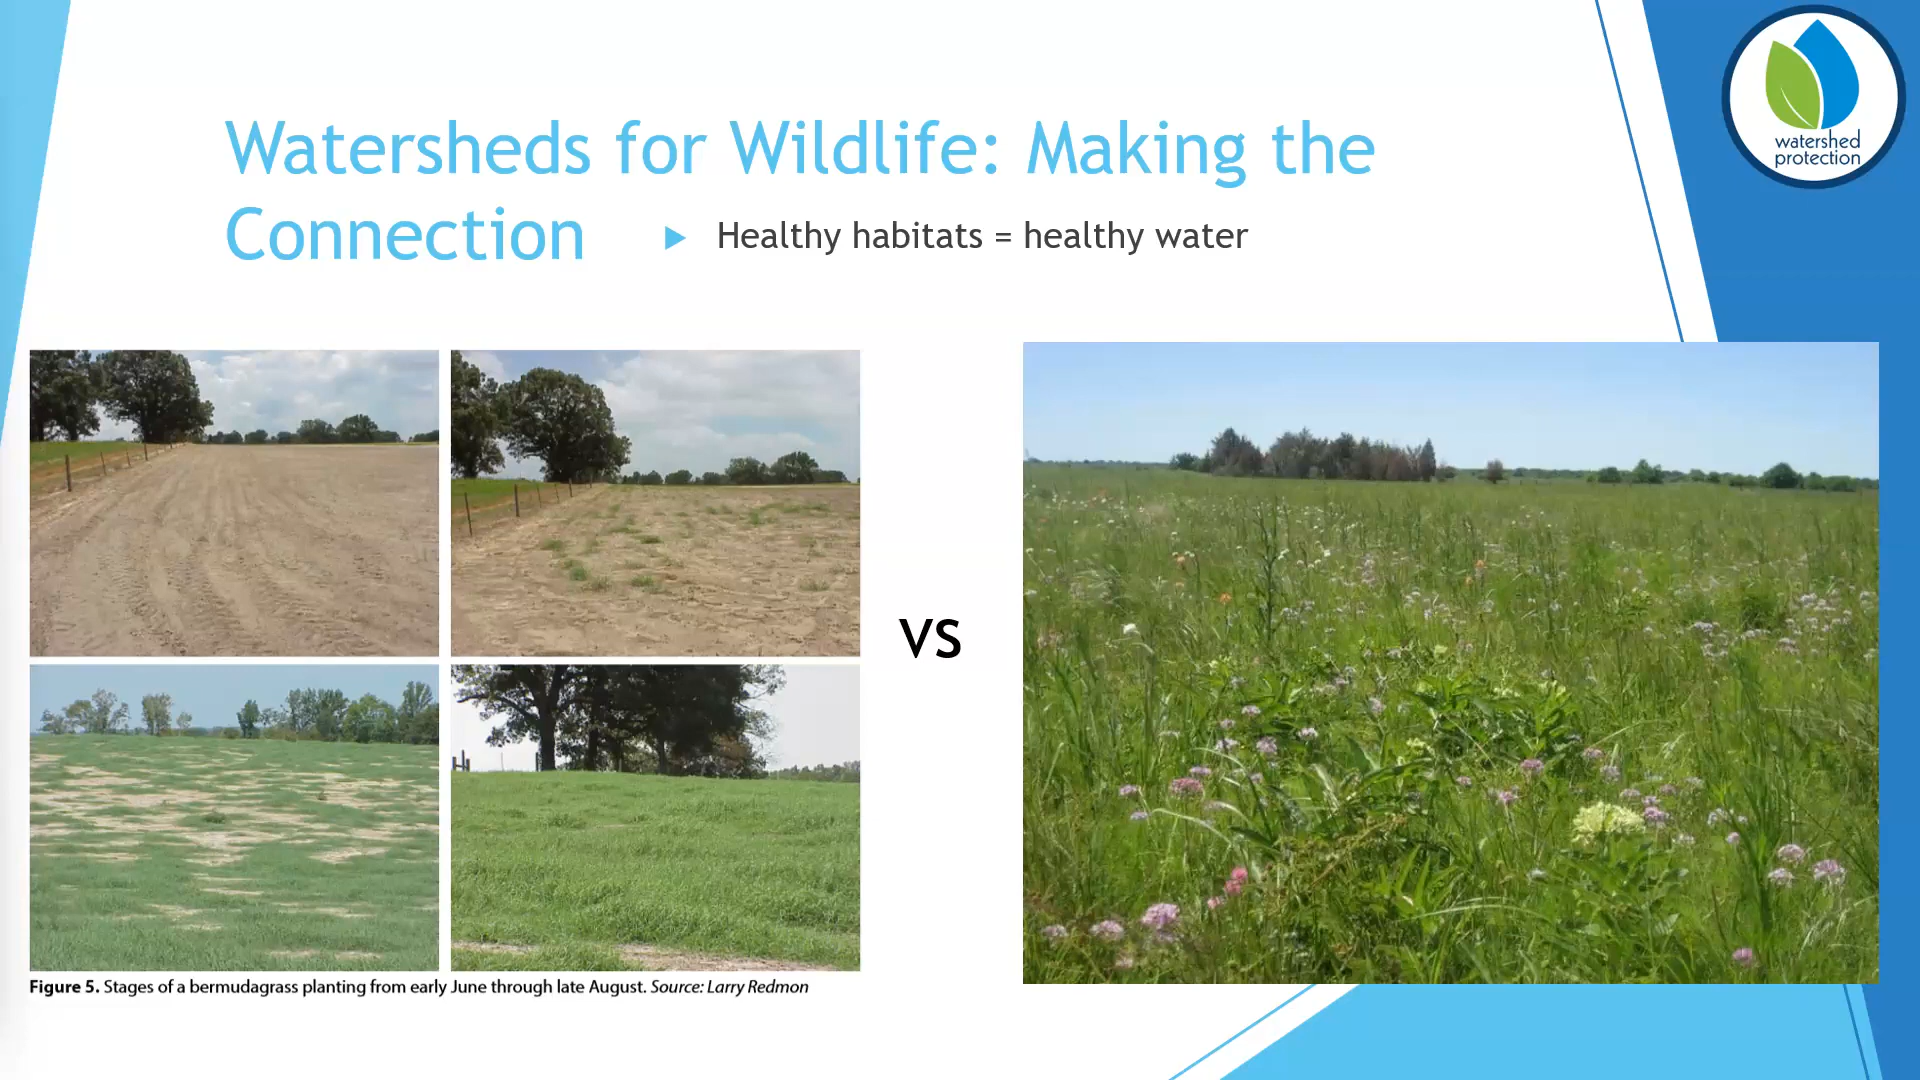 watershed
protection
Watersheds for Wildlife: Making the
Connection
Healthy habitats = healthy water
vs
Figure 5. Stages of a bermudagrass planting from early June through late August. Source: Larry Redmon